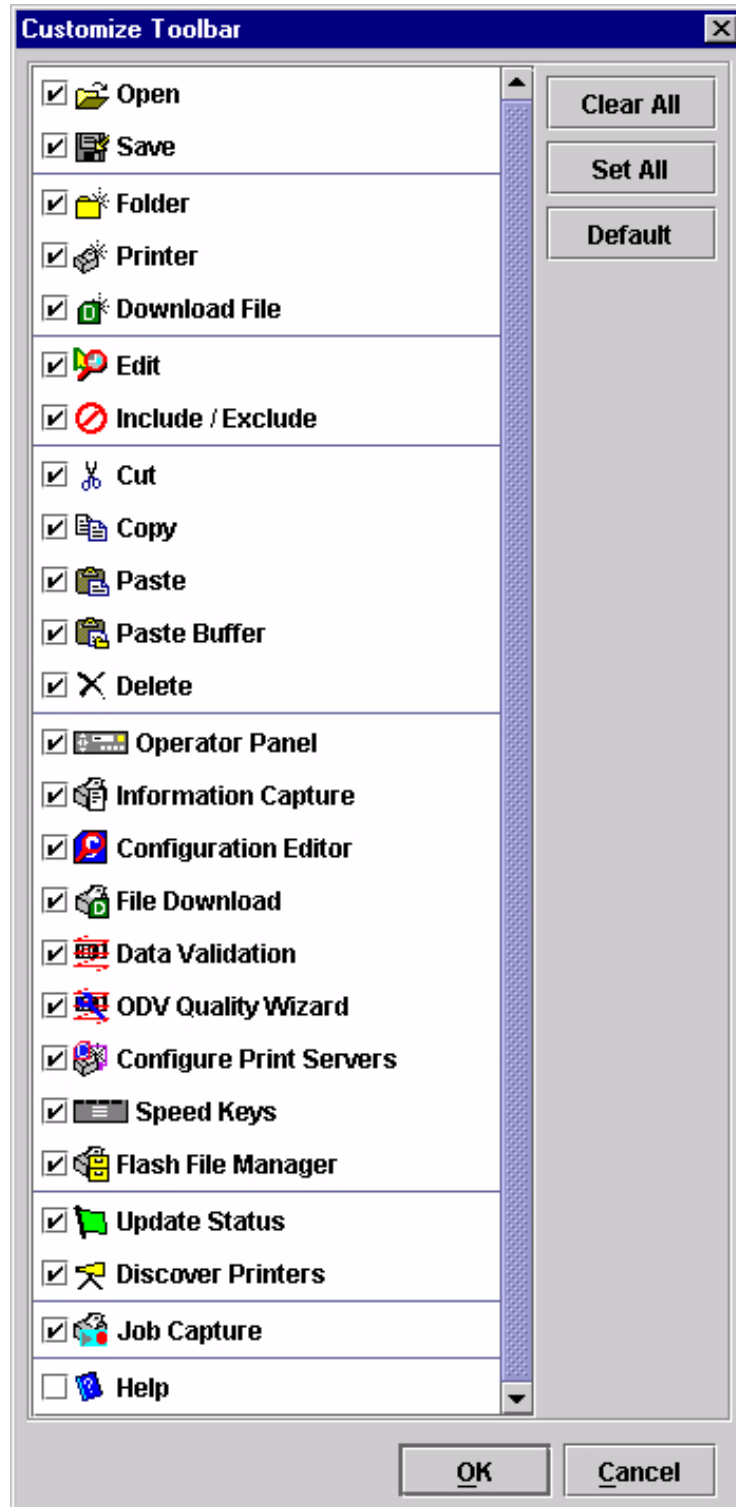 Customize Toolbar
Open
Save
Folder
Printer
Download File
Edit
Include / Exclude
Cut
Copy
Paste
Paste Buffer
Delete
Operator Panel
Information Capture
Configuration Editor
File Download
Data Validation
ODV Quality Wizard
Configure Print Servers
Speed Keys
Flash File Manager
Update Status
Discover Printers
Job Capture
Help
Clear All
Set All
Default
OK
Cancel